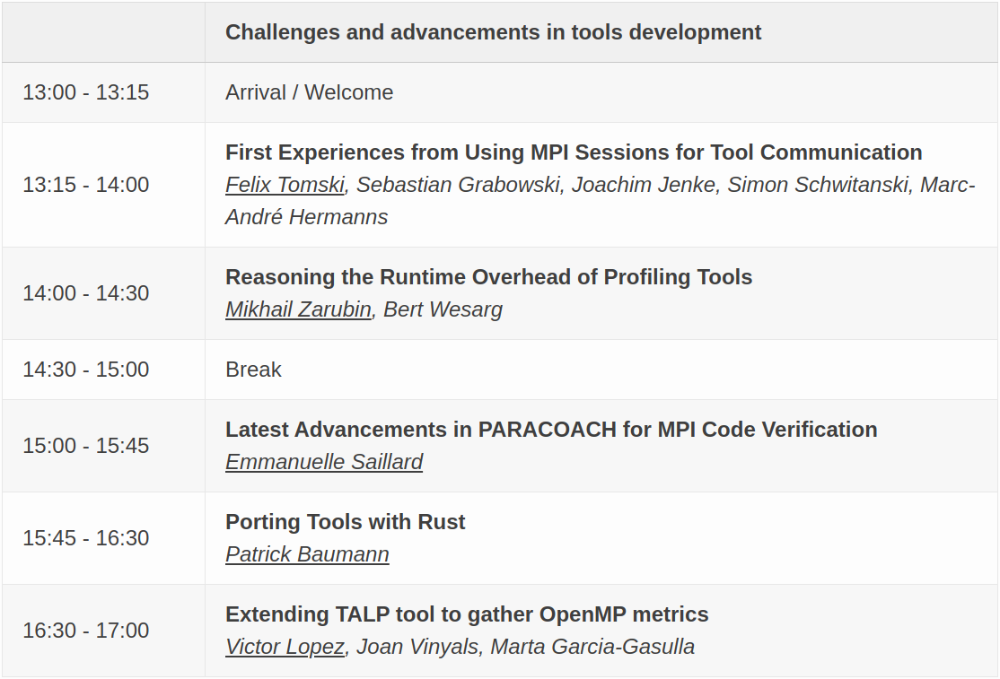 Challenges and advancements in tools development
13:00 - 13:15 Arrival / Welcome
First Experiences from Using MPI Sessions for Tool Communication
13:15 - 14:00 Felix Tomski, Sebastian Grabowski, Joachim Jenke, Simon Schwitanski, Marc-
André Hermanns
Reasoning the Runtime Overhead of Profiling Tools
14:00 - 14:30
Mikhail Zarubin, Bert Wesarg
14:30 - 15:00 Break
Latest Advancements in PARACOACH for MPI Code Verification
15:00 - 15:45
Emmanuelle Saillard
Porting Tools with Rust
15:45 - 16:30
Patrick Baumann
Extending TALP tool to gather OpenMP metrics
16:30 - 17:00
Victor Lopez, Joan Vinyals, Marta Garcia-Gasulla